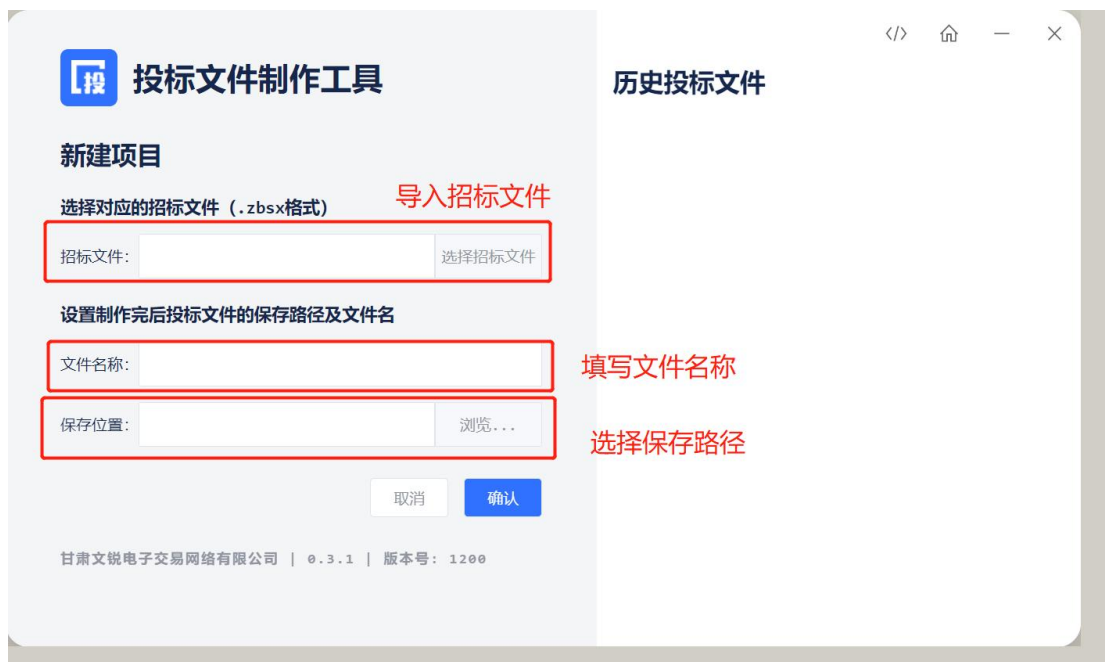 投
投标文件制作工具
历史投标文件
新建项目
导入招标文件
选择对应的招标文件（.zbsx格式）
招标文件：
选择招标文件
设置制作完后投标文件的保存路径及文件名
文件名称：
填写文件名称
保存位置：
浏览...
选择保存路径
取消
确认
甘肃文锐电子交易网络有限公司 | 0.3.1 | 版本号: 1200